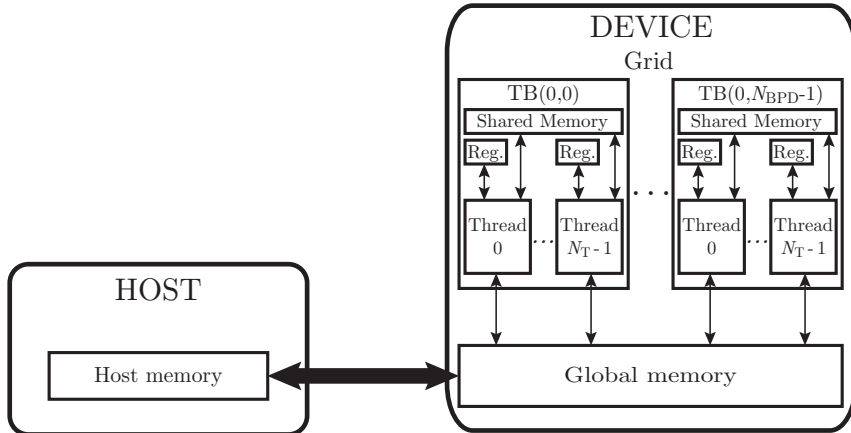 DEVICE
Grid
TB(0,0)
Shared Memory
Reg.
Reg.
Thread
0
...
Thread
N_T-1
...
TB(0,N_BPD-1)
Shared Memory
Reg.
Reg.
Thread
0
...
Thread
N_T-1
HOST
Host memory
Global memory